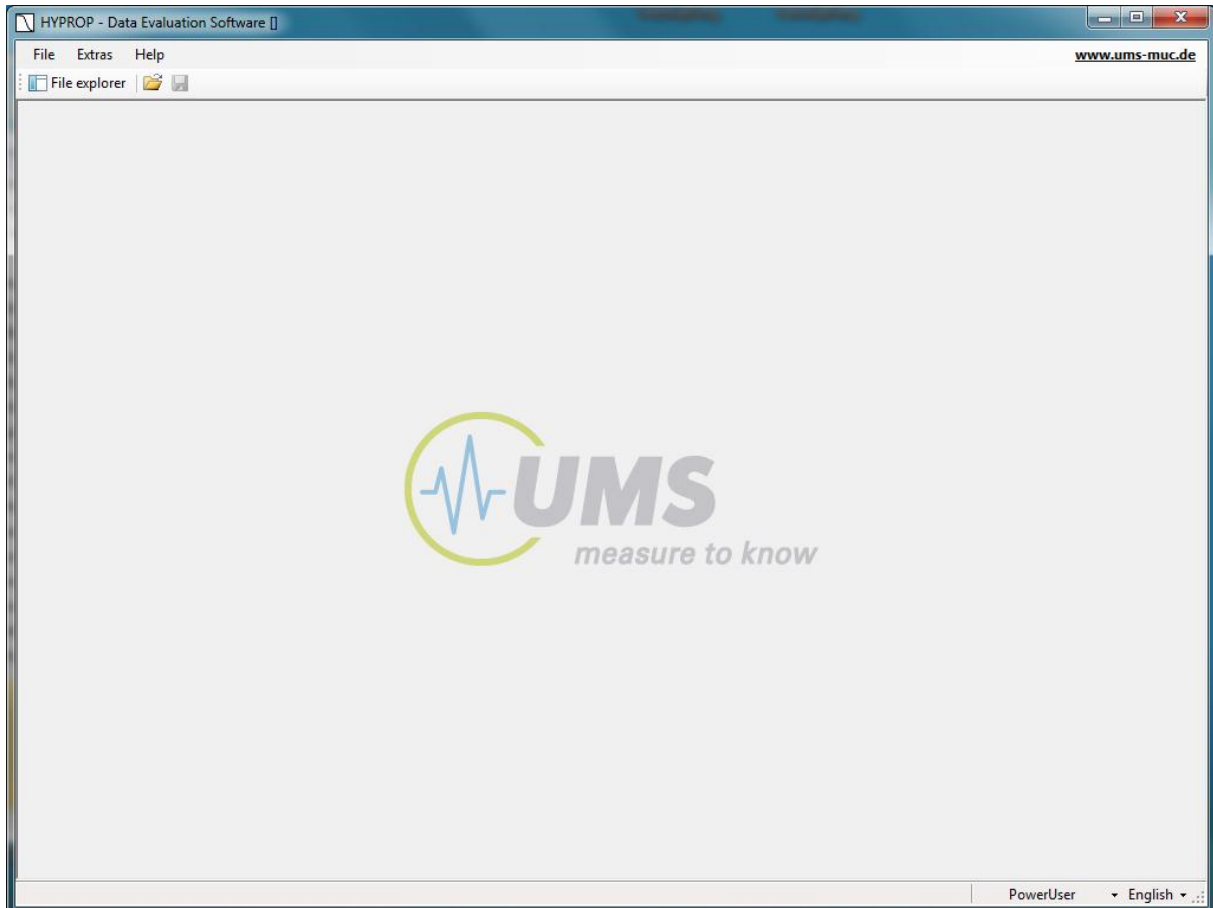 HYPROP - Data Evaluation Software []
File Extras Help www.ums-muc.de
File explorer
UMS
measure to know
PowerUser English